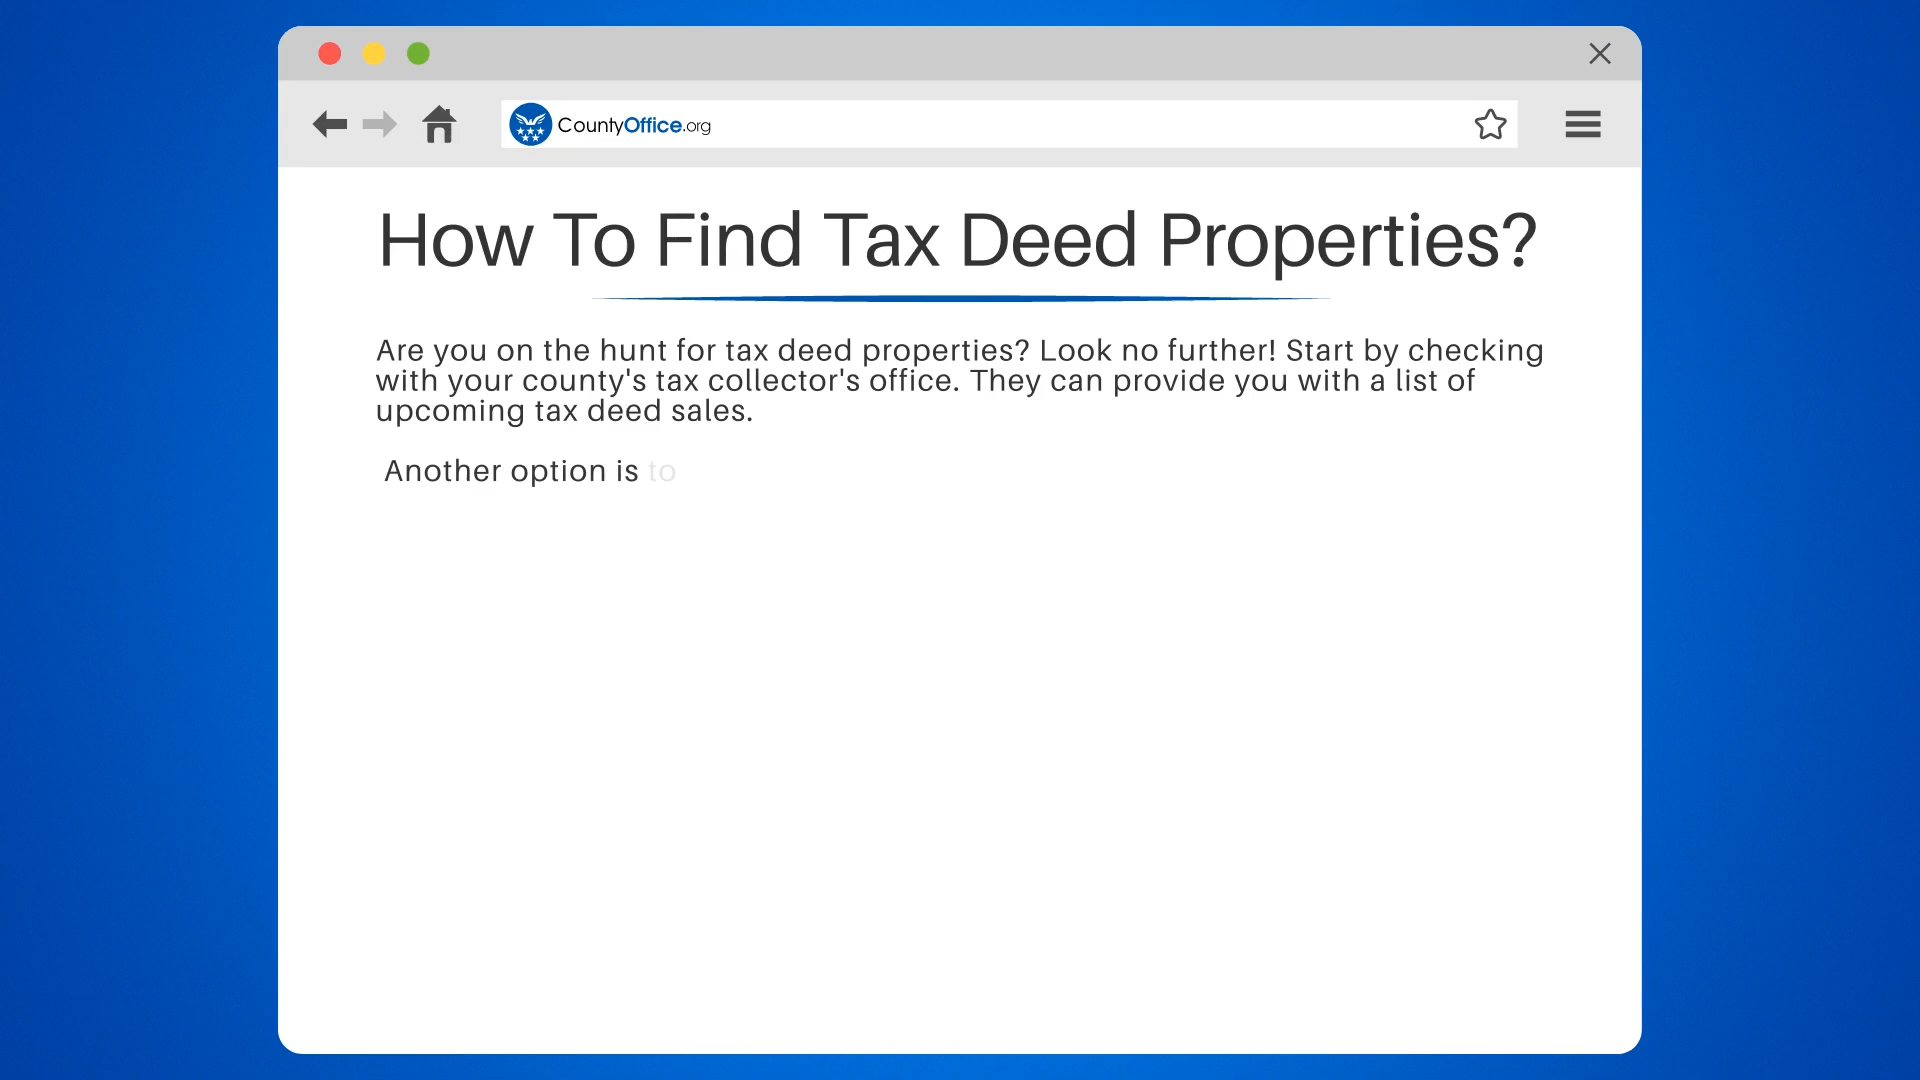 CountyOffice.org
How To Find Tax Deed Properties?
Are you on the hunt for tax deed properties? Look no further! Start by checking
with your county's tax collector's office. They can provide you with a list of
upcoming tax deed sales.
Another option is to